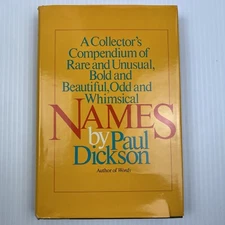 A Collector's
Compendium of
Rare and Unusual,
Bold and
Beautiful, Odd and
Whimsical
NAMES
by Paul
Dickson
Author of Words